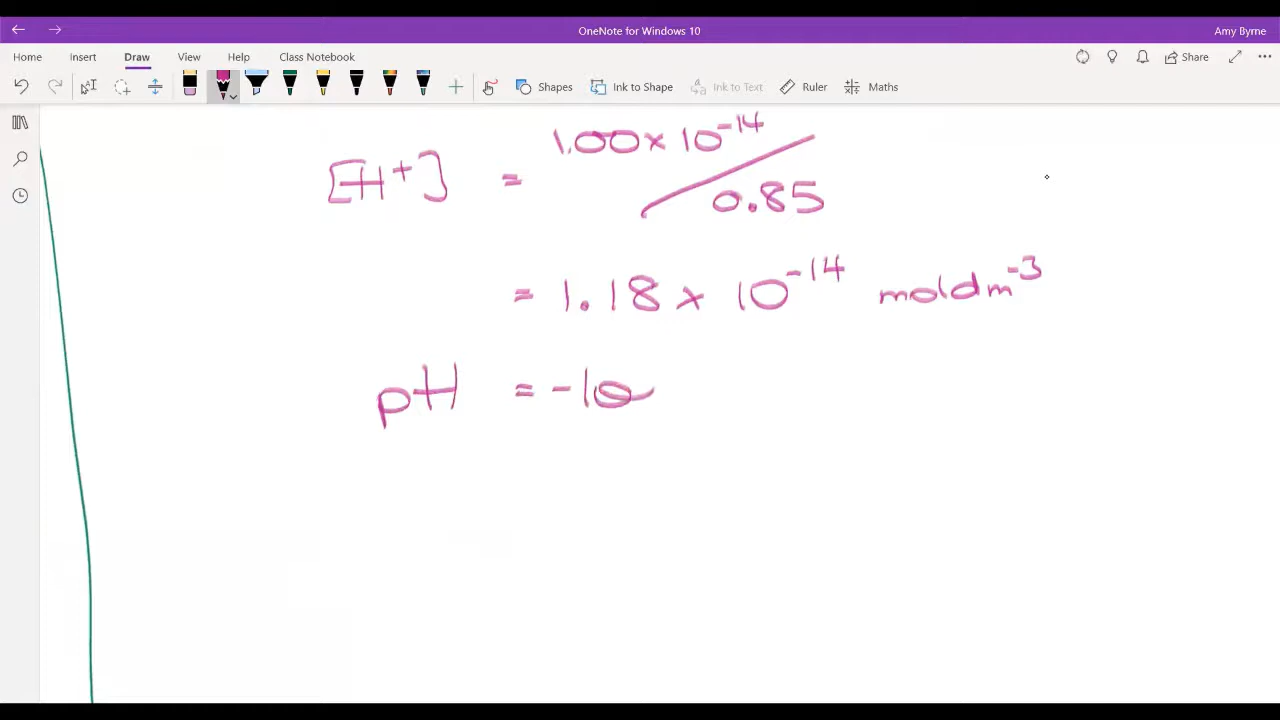 OneNote for Windows 10
Amy Byrne
Home Insert Draw View Help Class Notebook Share
Shapes Ink to Shape Ink to Text Ruler Maths
1.00 x 10⁻¹⁴
[H⁺] = / 0.85
= 1.18 x 10⁻¹⁴ moldm⁻³
pH = -lo